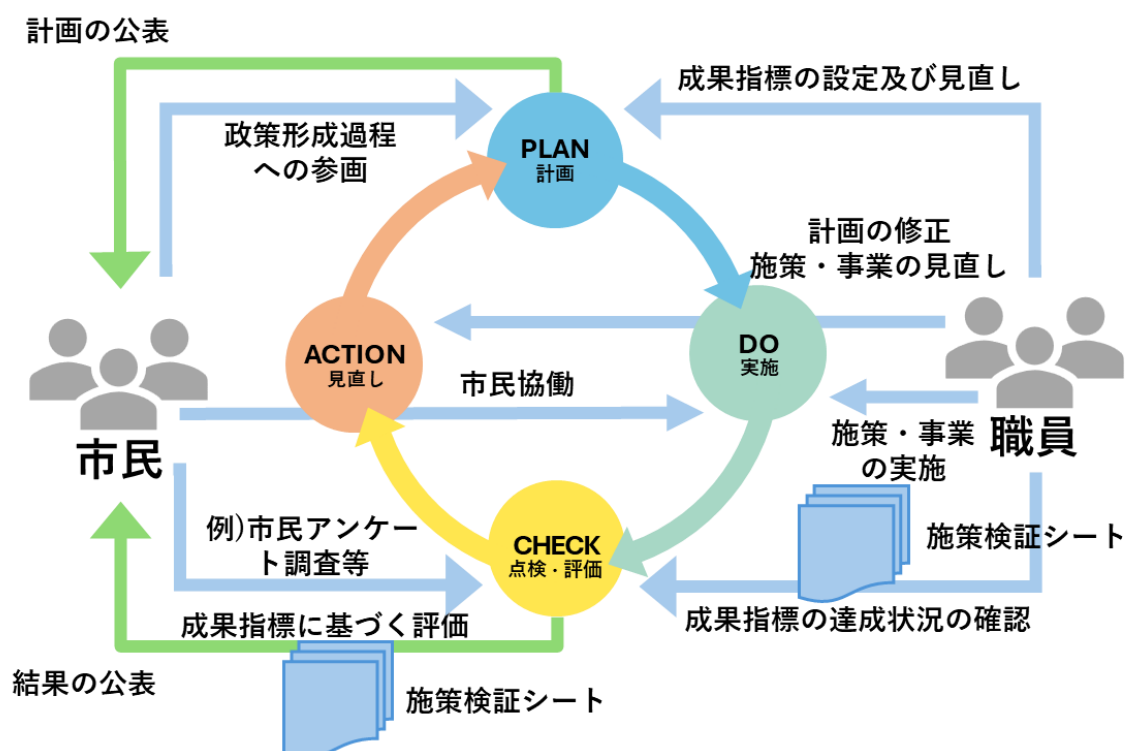 計画の公表
成果指標の設定及び見直し
政策形成過程
への参画
PLAN
計画
計画の修正
施策・事業の見直し
ACTION
見直し
DO
実施
市民協働
市民
職員
施策・事業
の実施
例)市民アンケー
ト調査等
CHECK
点検・評価
施策検証シート
成果指標に基づく評価
成果指標の達成状況の確認
結果の公表
施策検証シート